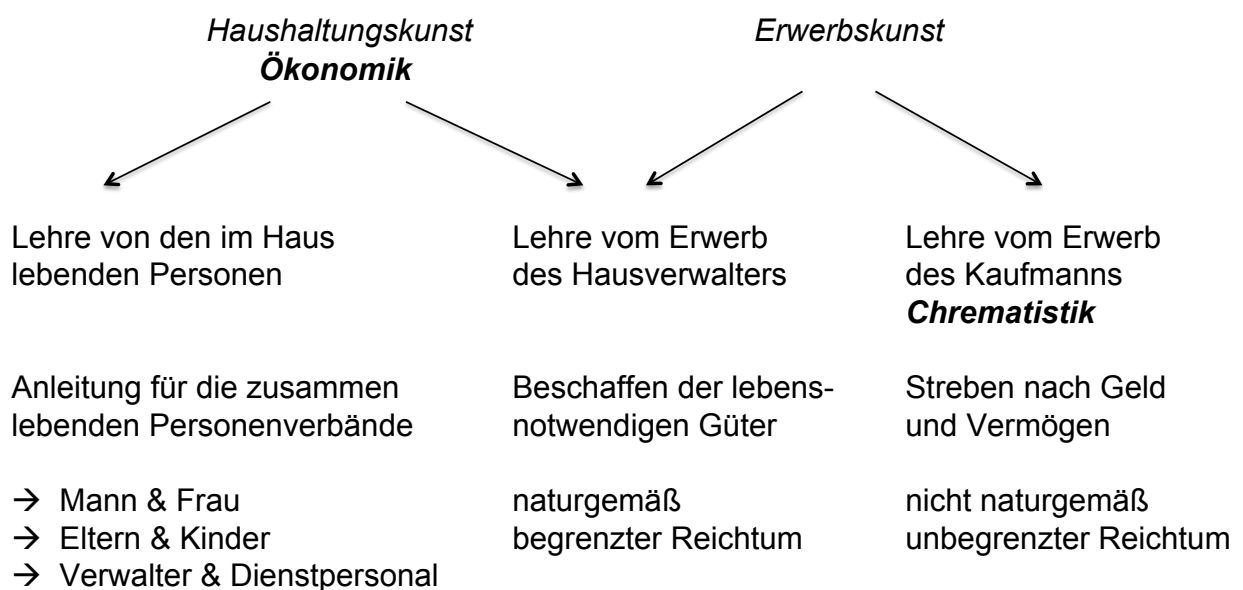 Haushaltungskunst
Ökonomik
Erwerbskunst
Lehre von den im Haus
lebenden Personen
Anleitung für die zusammen
lebenden Personenverbände
→ Mann & Frau
→ Eltern & Kinder
→ Verwalter & Dienstpersonal
Lehre vom Erwerb
des Hausverwalters
Beschaffen der lebens-
notwendigen Güter
naturgemäß
begrenzter Reichtum
Lehre vom Erwerb
des Kaufmanns
Chrematistik
Streben nach Geld
und Vermögen
nicht naturgemäß
unbegrenzter Reichtum